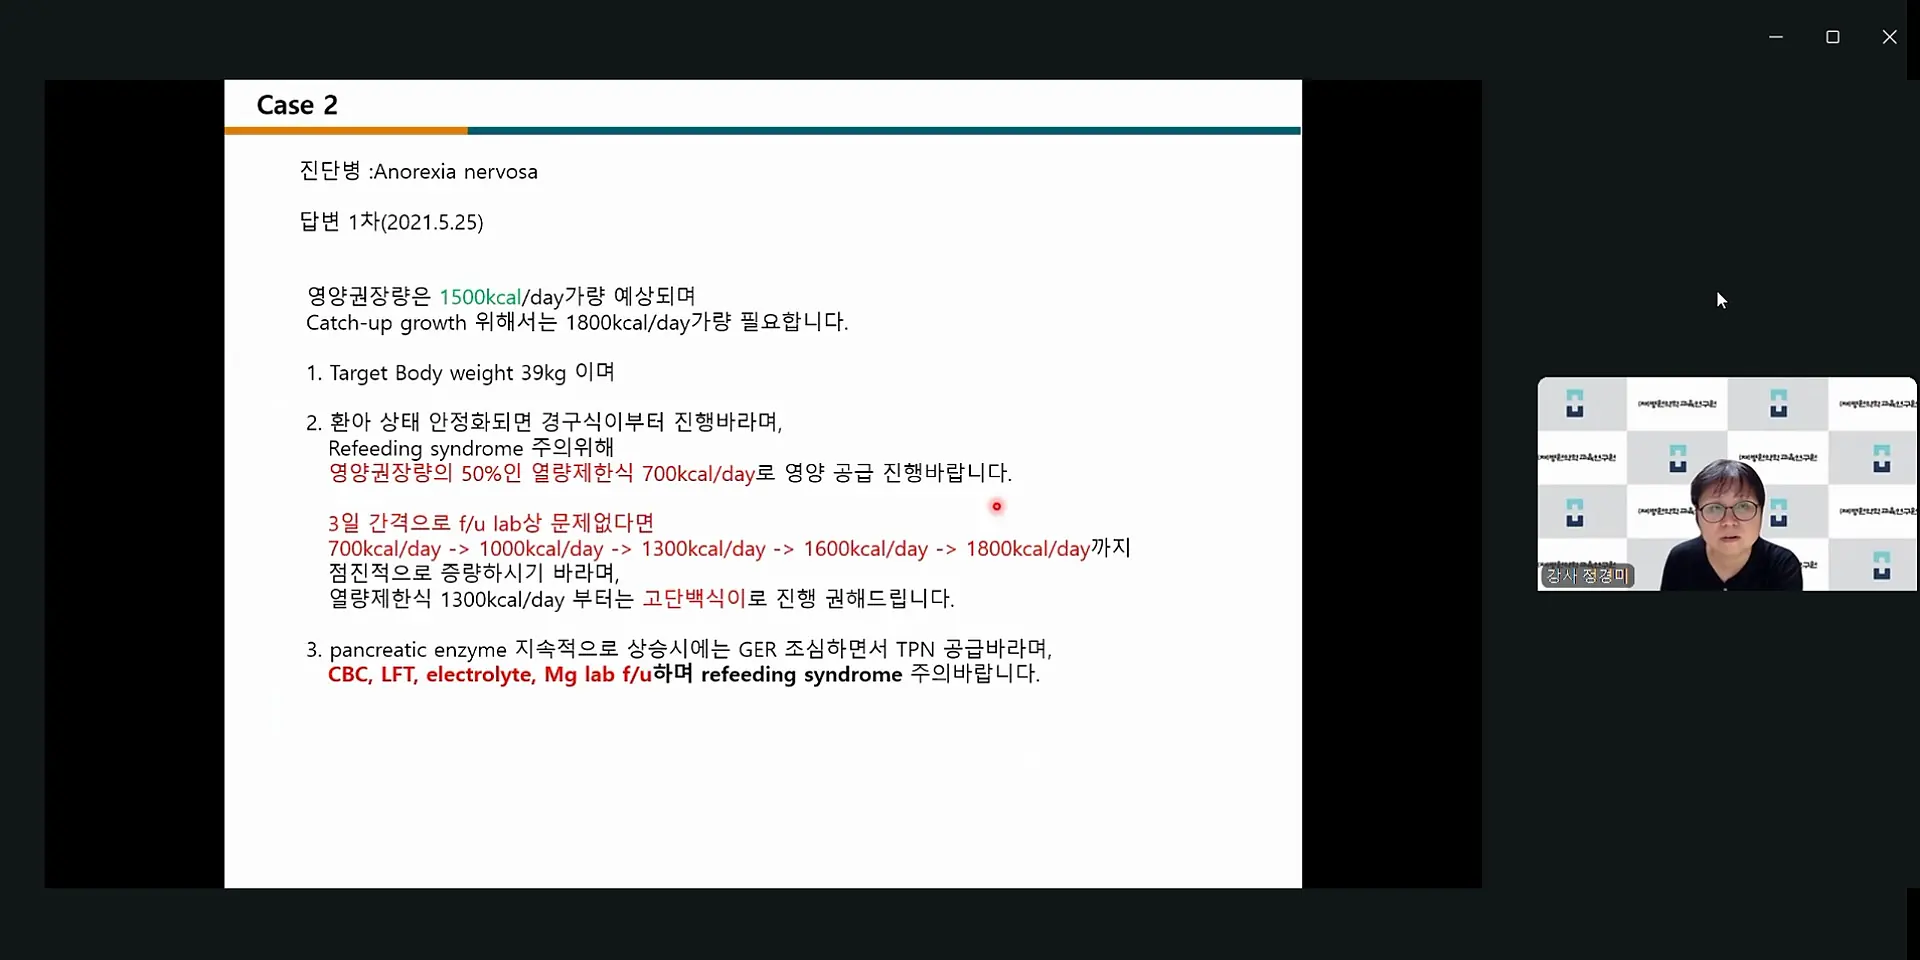 Case 2
진단병 :Anorexia nervosa
답변 1차(2021.5.25)
영양권장량은 1500kcal/day가량 예상되며
Catch-up growth 위해서는 1800kcal/day가량 필요합니다.
1. Target Body weight 39kg 이며
2. 환아 상태 안정화되면 경구식이부터 진행바라며,
Refeeding syndrome 주의위해
영양권장량의 50%인 열량제한식 700kcal/day로 영양 공급 진행바랍니다.
3일 간격으로 f/u lab상 문제없다면
700kcal/day -> 1000kcal/day -> 1300kcal/day -> 1600kcal/day -> 1800kcal/day까지
점진적으로 증량하시기 바라며,
열량제한식 1300kcal/day 부터는 고단백식이로 진행 권해드립니다.
3. pancreatic enzyme 지속적으로 상승시에는 GER 조심하면서 TPN 공급바라며,
CBC, LFT, electrolyte, Mg lab f/u하며 refeeding syndrome 주의바랍니다.
강사 정경미